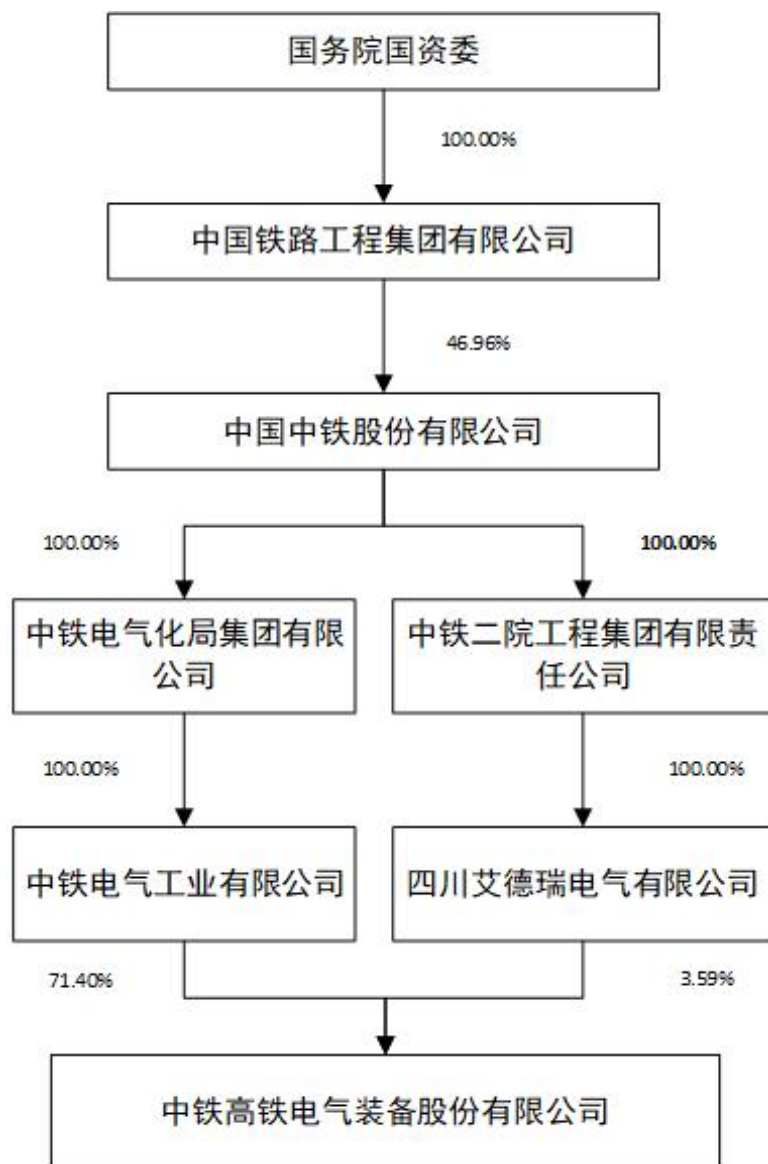 国务院国资委
100.00%
中国铁路工程集团有限公司
46.96%
中国中铁股份有限公司
100.00%
100.00%
中铁电气化局集团有限
公司
中铁二院工程集团有限责
任公司
100.00%
100.00%
中铁电气工业有限公司
四川艾德瑞电气有限公司
71.40%
3.59%
中铁高铁电气装备股份有限公司